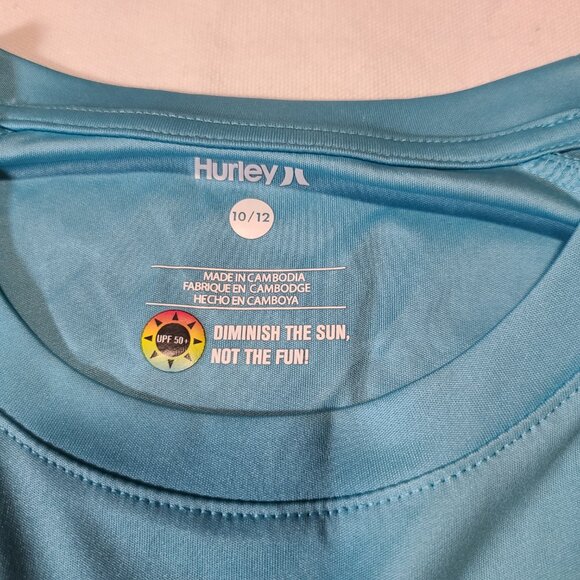 Hurley
10/12
MADE IN CAMBODIA
FABRIQUE EN CAMBODGE
HECHO EN CAMBOYA
UPF 50+
DIMINISH THE SUN,
NOT THE FUN!